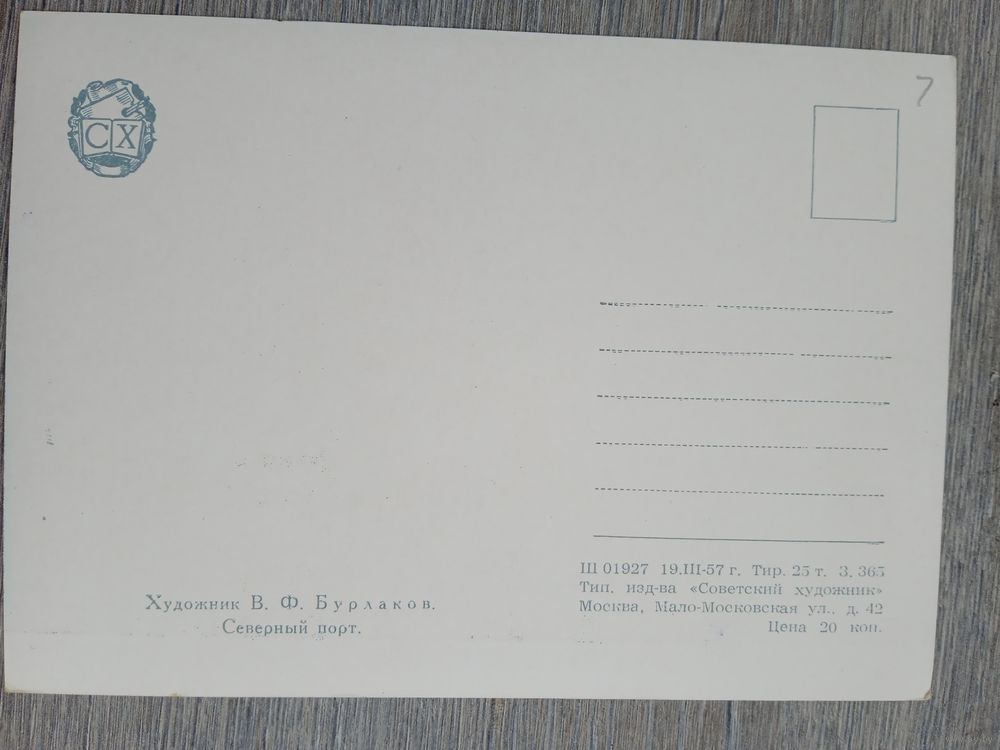 СХ
7
Художник В. Ф. Бурлаков.
Северный порт.
Ш 01927 19.III-57 г. Тир. 25 т. З. 365
Тип. изд-ва «Советский художник»
Москва, Мало-Московская ул., д. 42
Цена 20 коп.